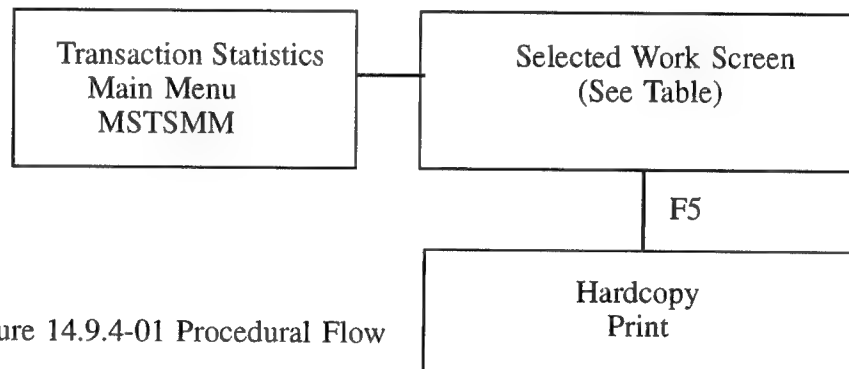 Transaction Statistics
Main Menu
MSTSMM
Selected Work Screen
(See Table)
F5
Hardcopy
Print
ure 14.9.4-01 Procedural Flow